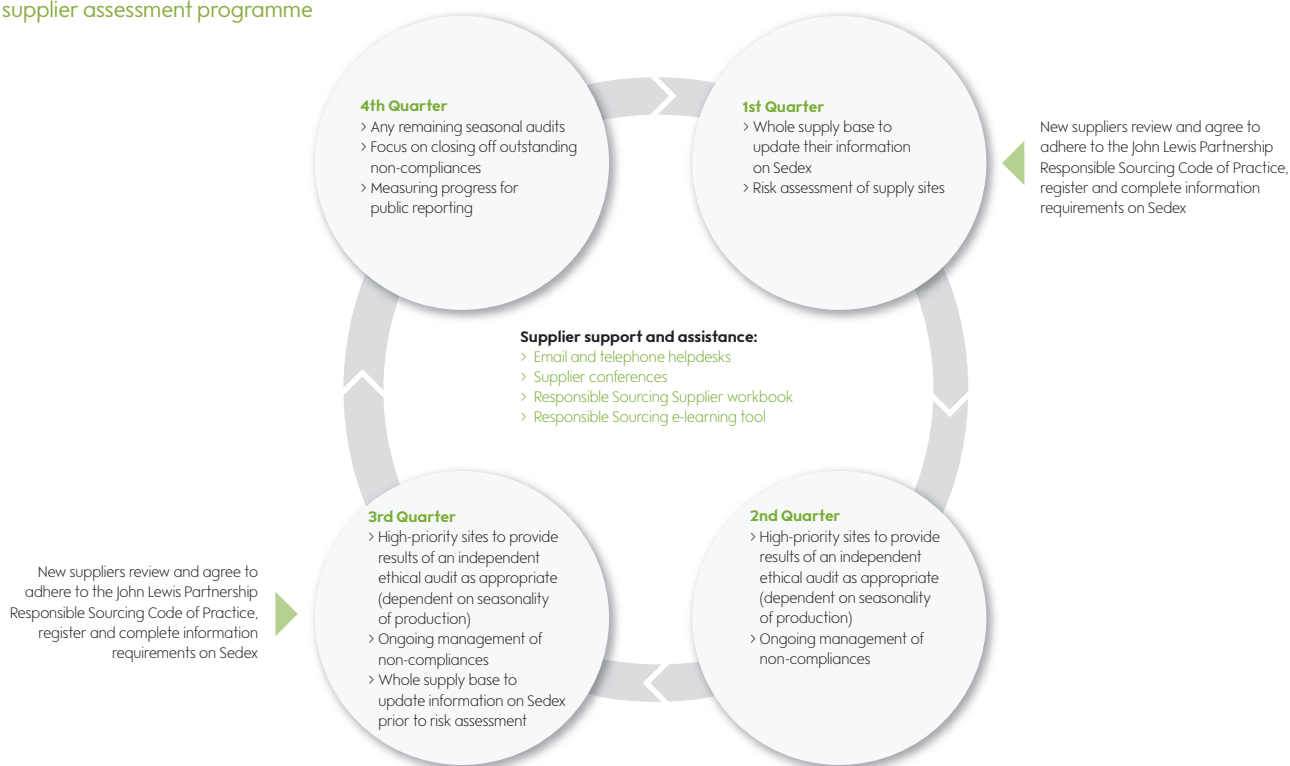 supplier assessment programme
4th Quarter
> Any remaining seasonal audits
> Focus on closing off outstanding
non-compliances
> Measuring progress for
public reporting
1st Quarter
> Whole supply base to
update their information
on Sedex
> Risk assessment of supply sites
New suppliers review and agree to
adhere to the John Lewis Partnership
Responsible Sourcing Code of Practice,
register and complete information
requirements on Sedex
Supplier support and assistance:
> Email and telephone helpdesks
> Supplier conferences
> Responsible Sourcing Supplier workbook
> Responsible Sourcing e-learning tool
New suppliers review and agree to
adhere to the John Lewis Partnership
Responsible Sourcing Code of Practice,
register and complete information
requirements on Sedex
3rd Quarter
> High-priority sites to provide
results of an independent
ethical audit as appropriate
(dependent on seasonality
of production)
> Ongoing management of
non-compliances
> Whole supply base to
update information on Sedex
prior to risk assessment
2nd Quarter
> High-priority sites to provide
results of an independent
ethical audit as appropriate
(dependent on seasonality
of production)
> Ongoing management of
non-compliances